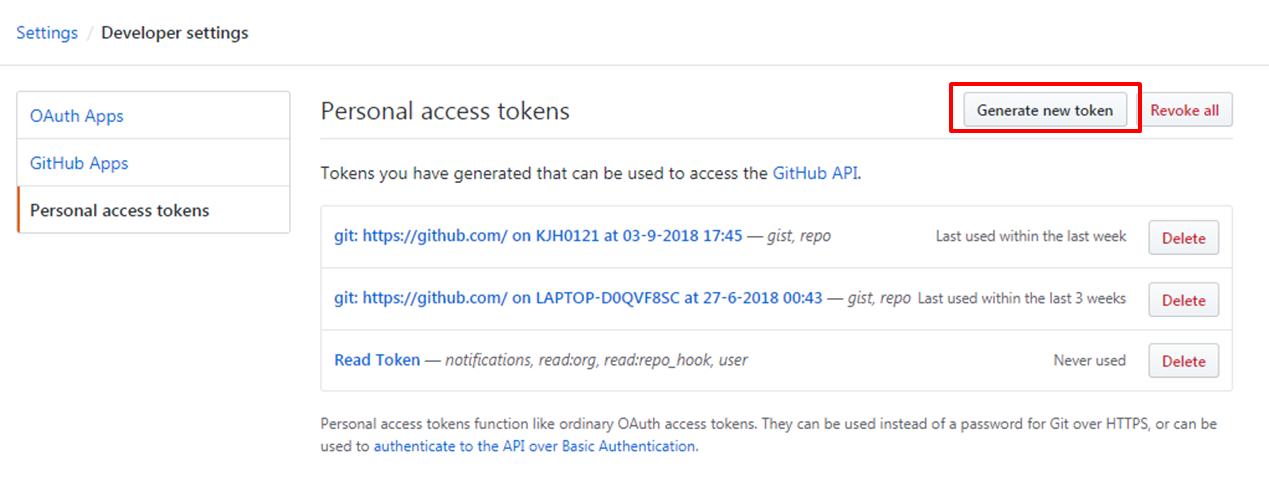 Settings / Developer settings
OAuth Apps
GitHub Apps
Personal access tokens
Personal access tokens
Generate new token
Revoke all
Tokens you have generated that can be used to access the GitHub API.
git: https://github.com/ on KJH0121 at 03-9-2018 17:45 — gist, repo
Last used within the last week
Delete
git: https://github.com/ on LAPTOP-D0QVF8SC at 27-6-2018 00:43 — gist, repo
Last used within the last 3 weeks
Delete
Read Token — notifications, read:org, read:repo_hook, user
Never used
Delete
Personal access tokens function like ordinary OAuth access tokens. They can be used instead of a password for Git over HTTPS, or can be
used to authenticate to the API over Basic Authentication.